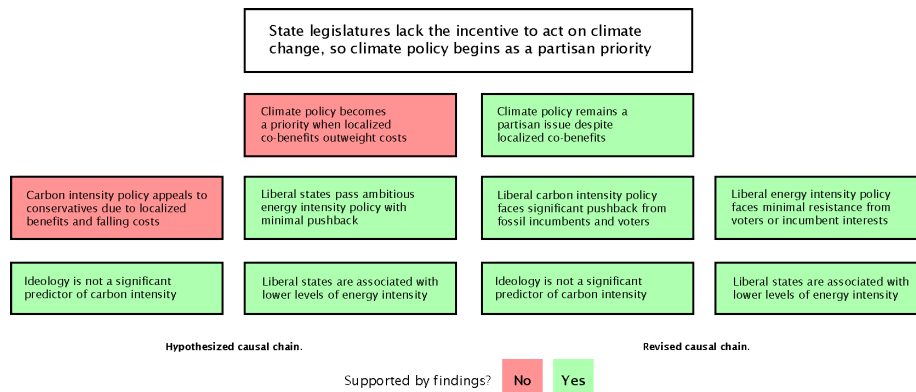 State legislatures lack the incentive to act on climate
change, so climate policy begins as a partisan priority
Climate policy becomes
a priority when localized
co-benefits outweight costs
Climate policy remains a
partisan issue despite
localized co-benefits
Carbon intensity policy appeals to
conservatives due to localized
benefits and falling costs
Liberal states pass ambitious
energy intensity policy with
minimal pushback
Liberal carbon intensity policy
faces significant pushback from
fossil incumbents and voters
Liberal energy intensity policy
faces minimal resistance from
voters or incumbent interests
Ideology is not a significant
predictor of carbon intensity
Liberal states are associated with
lower levels of energy intensity
Ideology is not a significant
predictor of carbon intensity
Liberal states are associated with
lower levels of energy intensity
Hypothesized causal chain.
Revised causal chain.
Supported by findings? No Yes